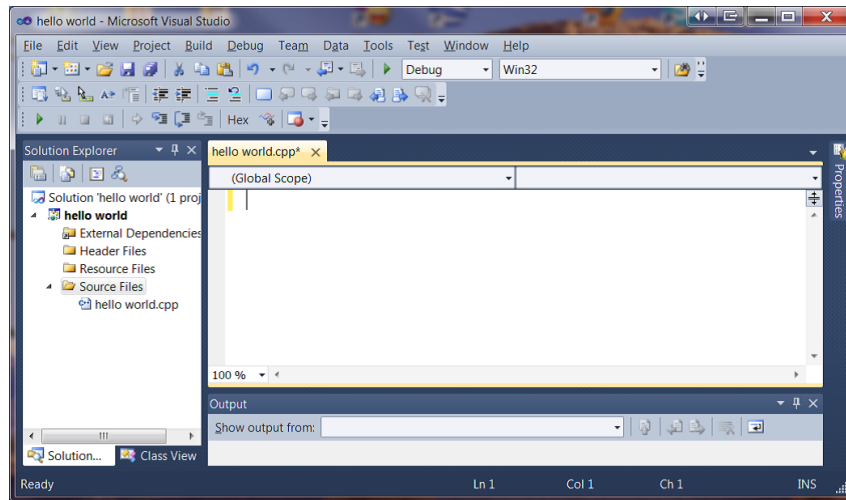 hello world - Microsoft Visual Studio
File Edit View Project Build Debug Team Data Tools Test Window Help
Debug Win32
Hex
Solution Explorer
hello world.cpp*
(Global Scope)
Properties
Solution 'hello world' (1 proj
hello world
External Dependencies
Header Files
Resource Files
Source Files
hello world.cpp
100 %
Output
Show output from:
Solution... Class View
Ready Ln 1 Col 1 Ch 1 INS